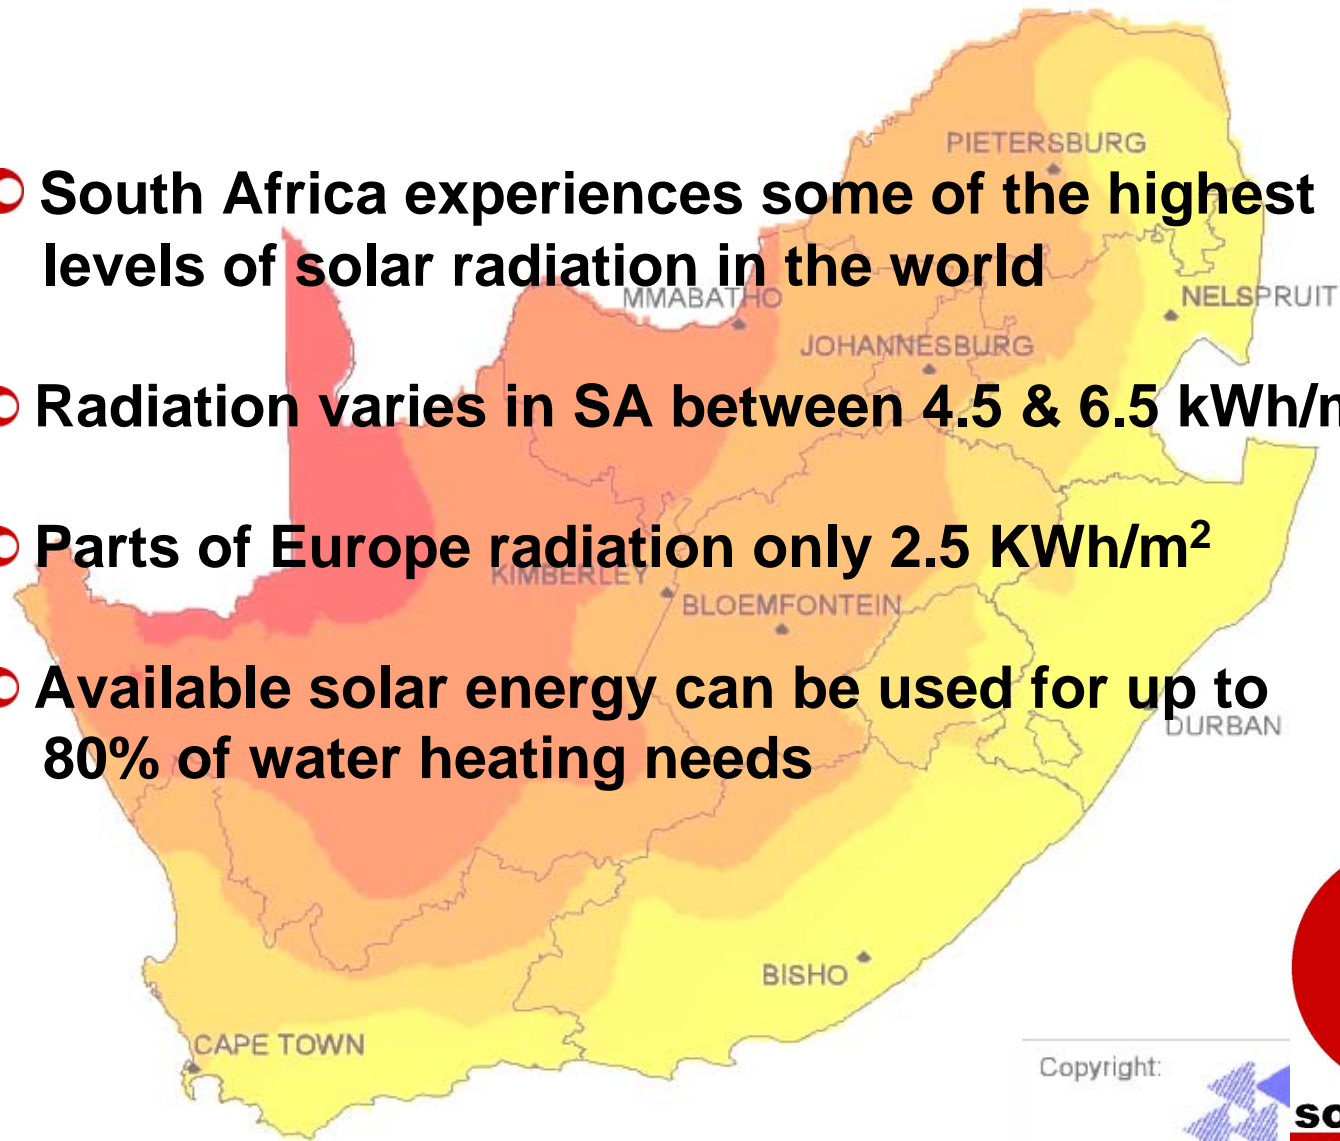 PIETERSBURG
South Africa experiences some of the highest
levels of solar radiation in the world
MMABATHO
NELSPRUIT
JOHANNESBURG
Radiation varies in SA between 4.5 & 6.5 kWh/
Parts of Europe radiation only 2.5 KWh/m²
KIMBERLEY
BLOEMFONTEIN
Available solar energy can be used for up to
DURBAN
80% of water heating needs
BISHO
CAPE TOWN
Copyright: